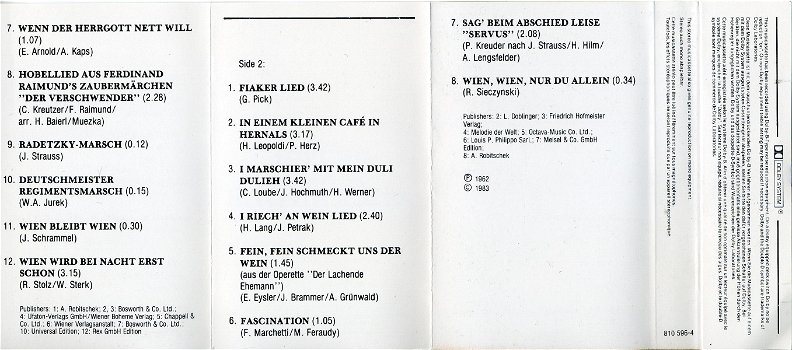 7. WENN DER HERRGOTT NETT WILL
(1.07)
(E. Arnold/A. Kaps)
8. HOBELLIED AUS FERDINAND
RAIMUND'S ZAUBERMÄRCHEN
"DER VERSCHWENDER" (2.28)
(C. Kreutzer/F. Raimund/
arr. H. Baierl/Muezka)
9. RADETZKY-MARSCH (0.12)
(J. Strauss)
10. DEUTSCHMEISTER
REGIMENTSMARSCH (0.15)
(W.A. Jurek)
11. WIEN BLEIBT WIEN (0.30)
(J. Schrammel)
12. WIEN WIRD BEI NACHT ERST
SCHON (3.15)
(R. Stolz/W. Sterk)
Publishers: 1: A. Robitschek; 2, 3: Bosworth & Co. Ltd.;
4: Ufaton-Verlags GmbH/Wiener Boheme Verlag; 5: Chappell &
Co. Ltd.; 6: Wiener Verlagsanstalt; 7: Bosworth & Co. Ltd.;
10: Universal Edition; 12: Rex GmbH Edition
Side 2:
1. FIAKER LIED (3.42)
(G. Pick)
2. IN EINEM KLEINEN CAFÉ IN
HERNALS (3.17)
(H. Leopoldi/P. Herz)
3. I MARSCHIER' MIT MEIN DULI
DULIEH (3.42)
(C. Loube/J. Hochmuth/H. Werner)
4. I RIECH' AN WEIN LIED (2.40)
(H. Lang/J. Petrak)
5. FEIN, FEIN SCHMECKT UNS DER
WEIN (1.45)
(aus der Operette "Der Lachende
Ehemann")
(E. Eysler/J. Brammer/A. Grünwald)
6. FASCINATION (1.05)
(F. Marchetti/M. Feraudy)
7. SAG' BEIM ABSCHIED LEISE
"SERVUS" (2.08)
(P. Kreuder nach J. Strauss/H. Hilm/
A. Lengsfelder)
8. WIEN, WIEN, NUR DU ALLEIN (0.34)
(R. Sieczynski)
Publishers: 2: L. Doblinger; 3: Friedrich Hofmeister
Verlag;
4: Melodie der Welt; 5: Octava-Music Co. Ltd.;
6: Louis P. Philippo Sarl.; 7: Meisel & Co. GmbH
Edition;
8: A. Robitschek
Ⓟ 1962
© 1983
810 596-4
DOLBY SYSTEM ®